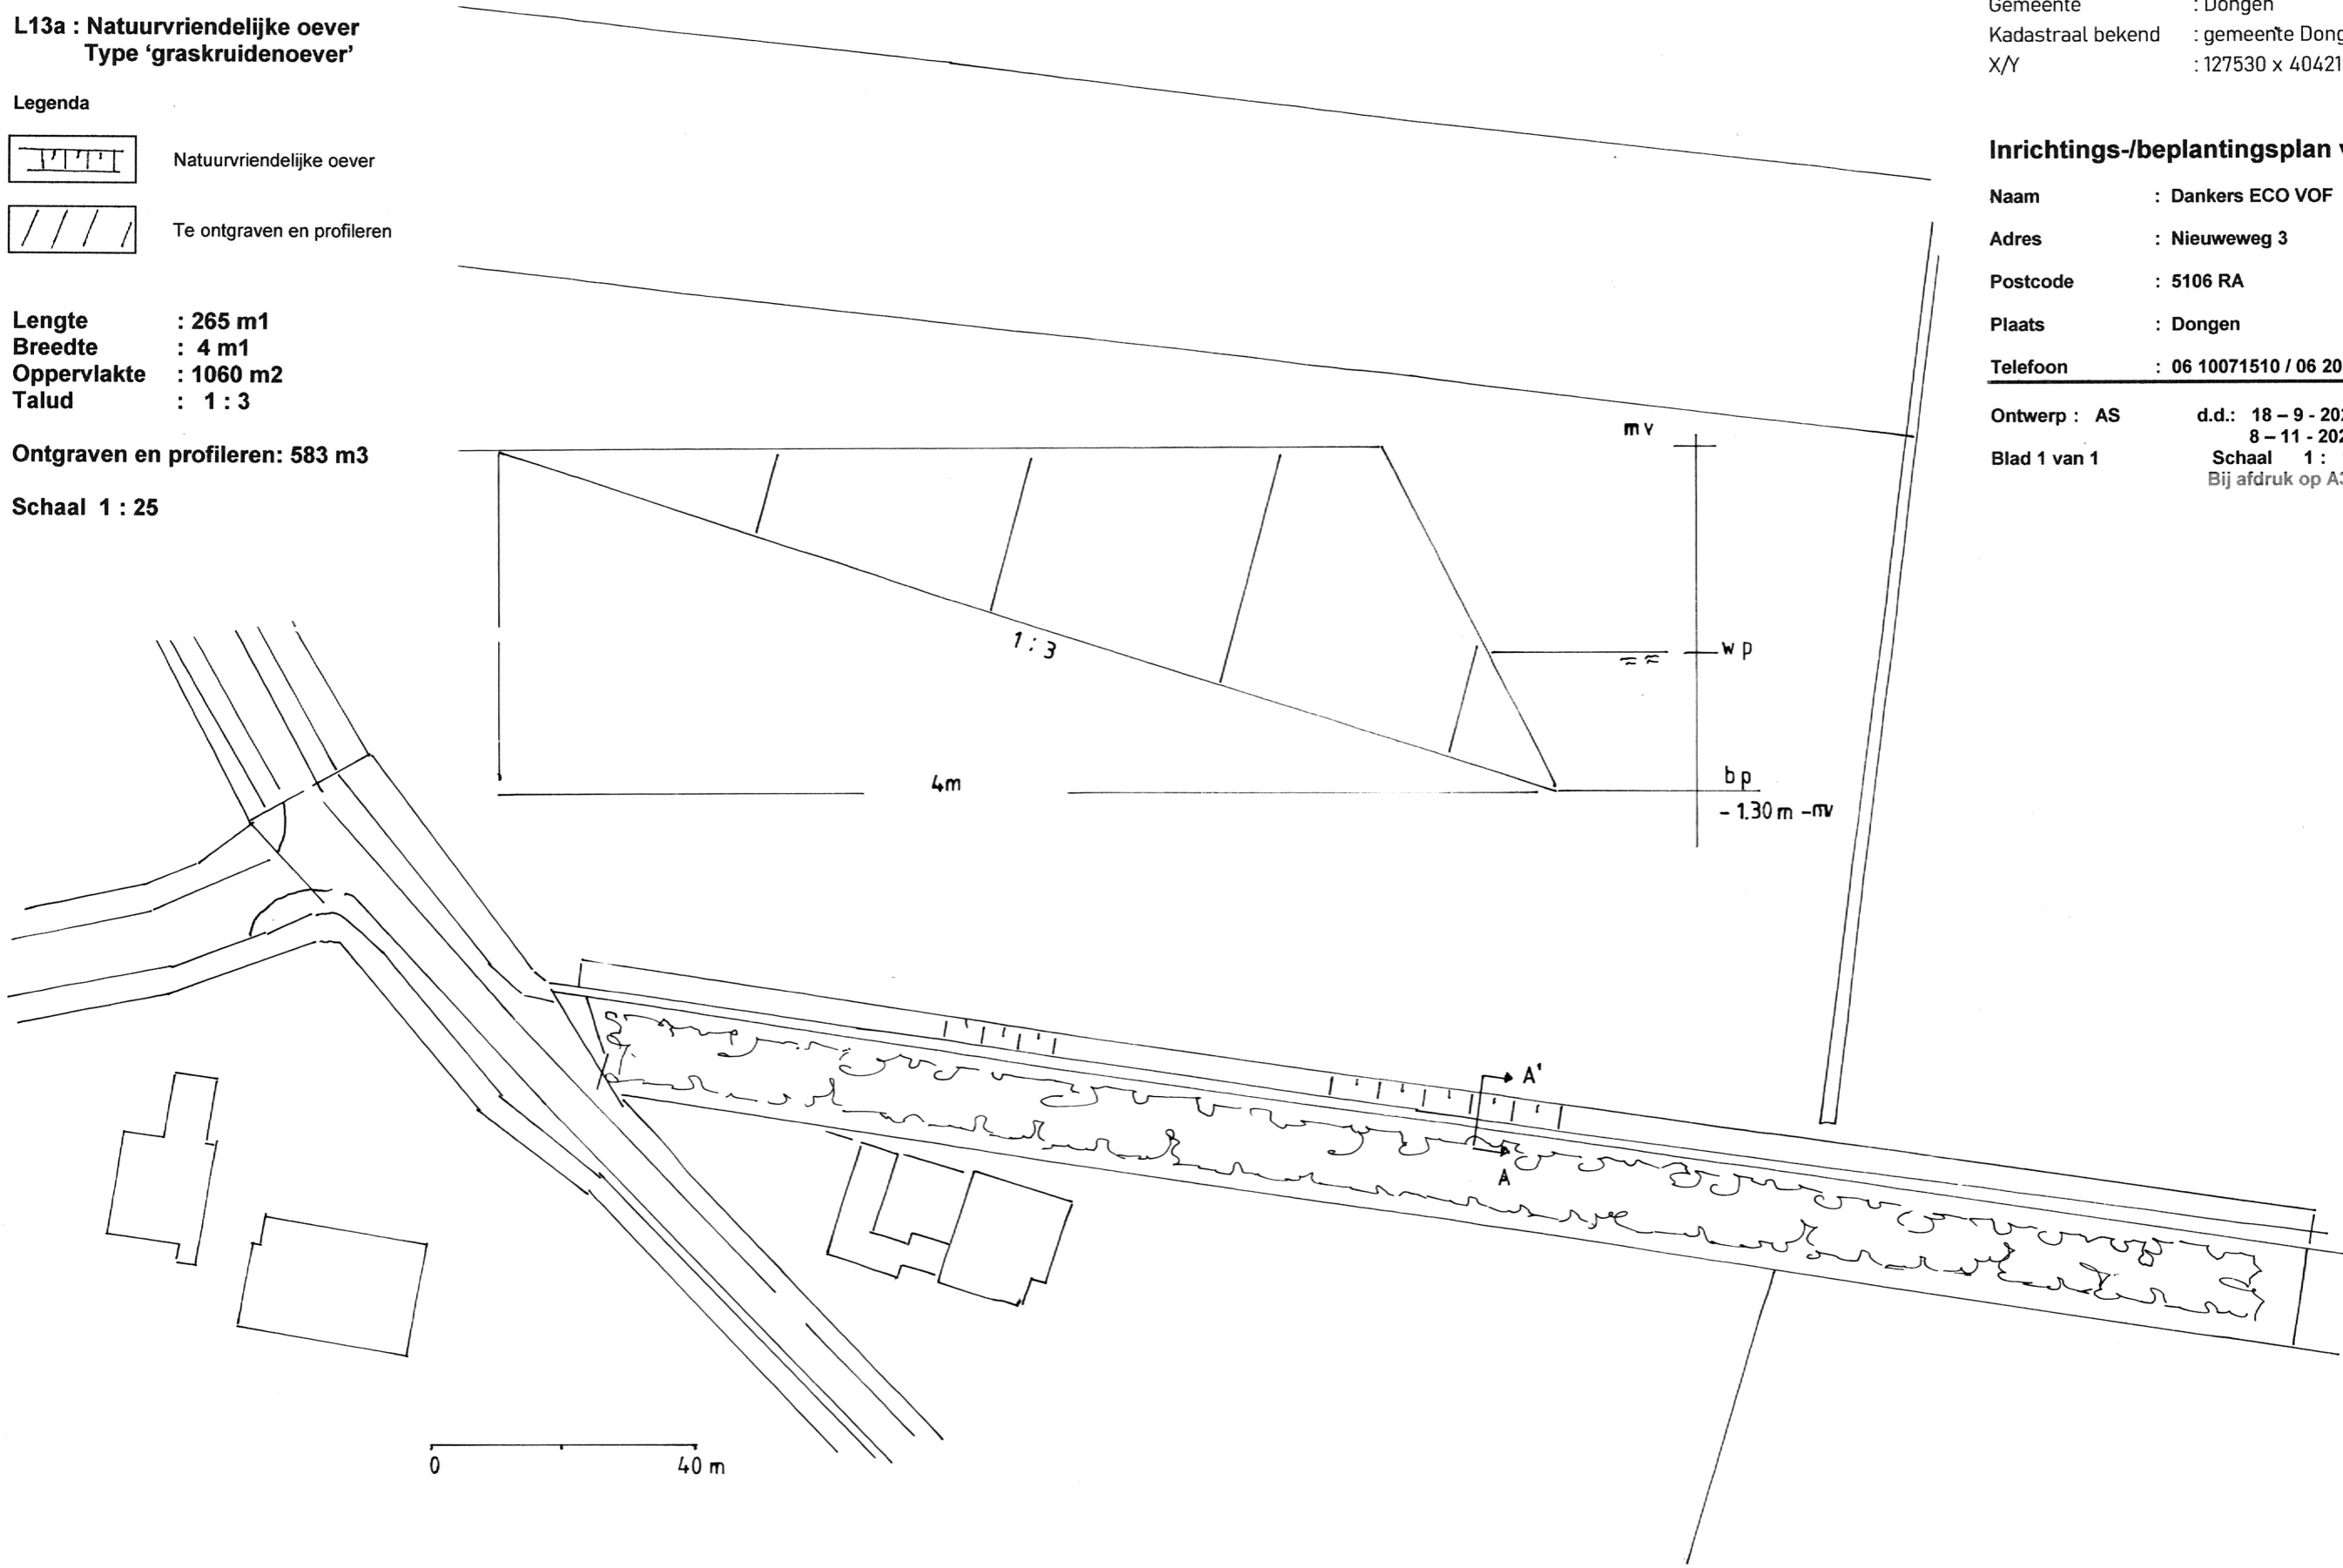 L13a : Natuurvriendelijke oever
Type ‘graskruidenoever’
Legenda
Natuurvriendelijke oever
Te ontgraven en profileren
Lengte : 265 m1
Breedte : 4 m1
Oppervlakte : 1060 m2
Talud : 1 : 3
Ontgraven en profileren: 583 m3
Schaal 1 : 25
Gemeente : Dongen
Kadastraal bekend : gemeente Dong
X/Y : 127530 x 40421
Inrichtings-/beplantingsplan v
Naam : Dankers ECO VOF
Adres : Nieuweweg 3
Postcode : 5106 RA
Plaats : Dongen
Telefoon : 06 10071510 / 06 20
Ontwerp : AS d.d.: 18 – 9 - 202
8 – 11 - 202
Blad 1 van 1 Schaal 1 :
Bij afdruk op A3
mv
1 : 3
wp
4m
bp
- 1.30 m -mv
A'
A
0 40 m